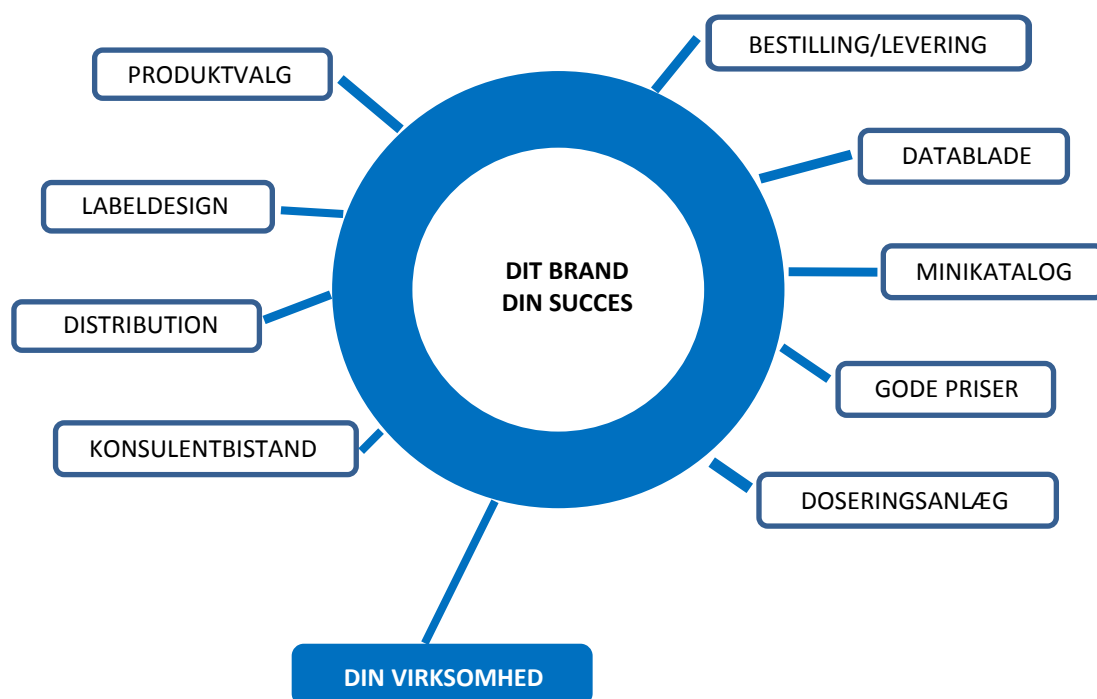 BESTILLING/LEVERING
PRODUKTVALG
DATABLADE
LABELDESIGN
DIT BRAND
DIN SUCCES
MINIKATALOG
DISTRIBUTION
GODE PRISER
KONSULENTBISTAND
DOSERINGSANLÆG
DIN VIRKSOMHED